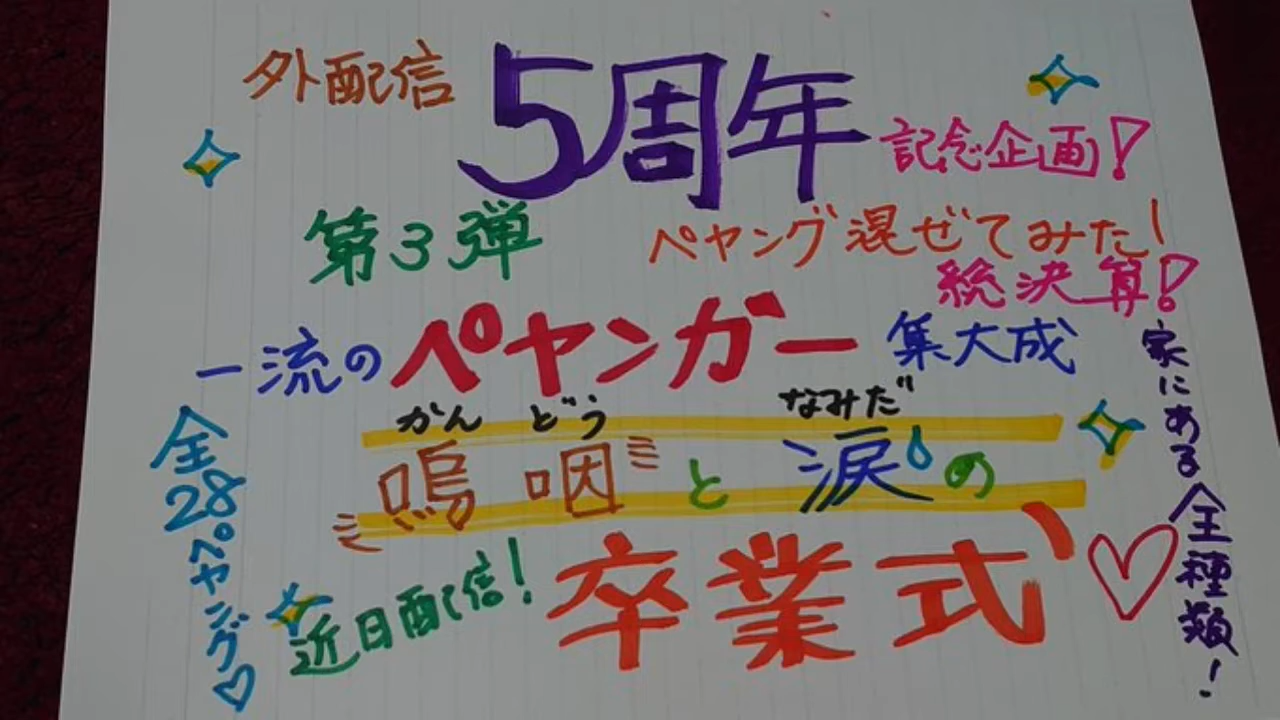 外配信 5周年 記念企画!
第3弾 ペヤング混ぜてみた!
総決算!
一流のペヤンガー 集大成
かん どう なみだ
嗚咽と涙の
卒業式
近日配信!
全28ペヤング♡
家にある全種類!